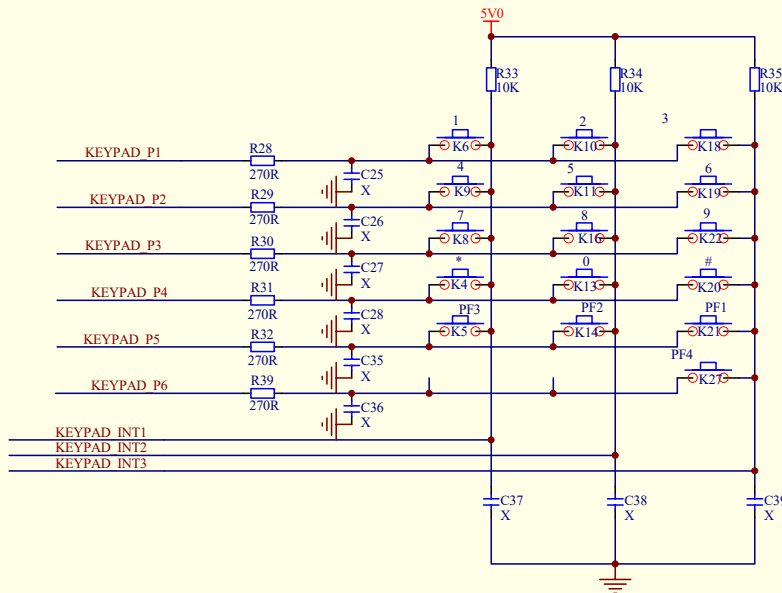 5V0
R33
10K
R34
10K
R35
10K
1
2
3
KEYPAD_P1
R28
270R
K6
K10
K18
C25
X
4
5
6
KEYPAD_P2
R29
270R
K9
K11
K19
C26
X
7
8
9
KEYPAD_P3
R30
270R
K8
K16
K22
C27
X
*
0
#
KEYPAD_P4
R31
270R
K4
K13
K20
C28
X
PF3
PF2
PF1
KEYPAD_P5
R32
270R
K5
K14
K21
C35
X
PF4
KEYPAD_P6
R39
270R
K27
C36
X
KEYPAD_INT1
KEYPAD_INT2
KEYPAD_INT3
C37
X
C38
X
C39
X